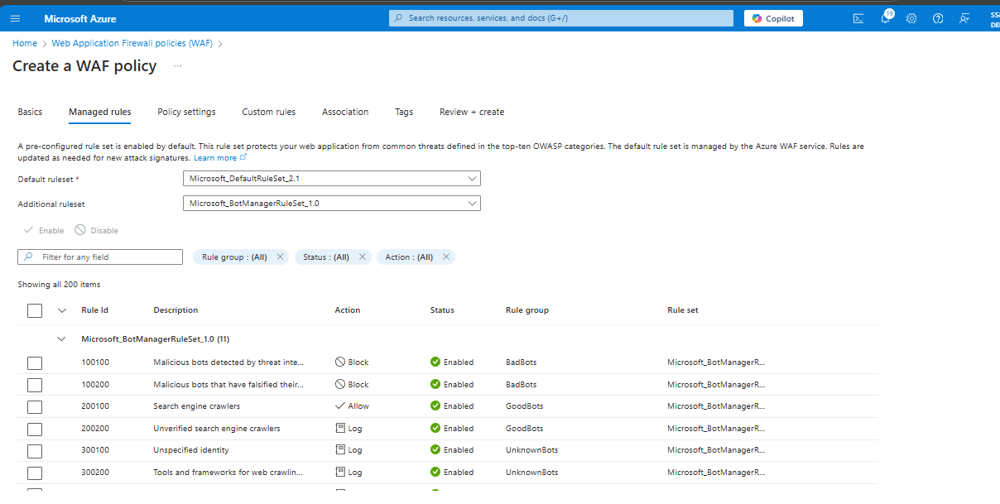 Microsoft Azure
Search resources, services, and docs (G+/)
Copilot
19
Home > Web Application Firewall policies (WAF) >
Create a WAF policy ...
Basics Managed rules Policy settings Custom rules Association Tags Review + create
A pre-configured rule set is enabled by default. This rule set protects your web application from common threats defined in the top-ten OWASP categories. The default rule set is managed by the Azure WAF service. Rules are
updated as needed for new attack signatures. Learn more
Default ruleset * Microsoft_DefaultRuleSet_2.1
Additional ruleset Microsoft_BotManagerRuleSet_1.0
Enable Disable
Filter for any field Rule group : (All) Status : (All) Action : (All)
Showing all 200 items
Rule Id Description Action Status Rule group Rule set
Microsoft_BotManagerRuleSet_1.0 (11)
100100 Malicious bots detected by threat inte... Block Enabled BadBots Microsoft_BotManagerR...
100200 Malicious bots that have falsified their... Block Enabled BadBots Microsoft_BotManagerR...
200100 Search engine crawlers Allow Enabled GoodBots Microsoft_BotManagerR...
200200 Unverified search engine crawlers Log Enabled GoodBots Microsoft_BotManagerR...
300100 Unspecified identity Log Enabled UnknownBots Microsoft_BotManagerR...
300200 Tools and frameworks for web crawlin... Log Enabled UnknownBots Microsoft_BotManagerR...